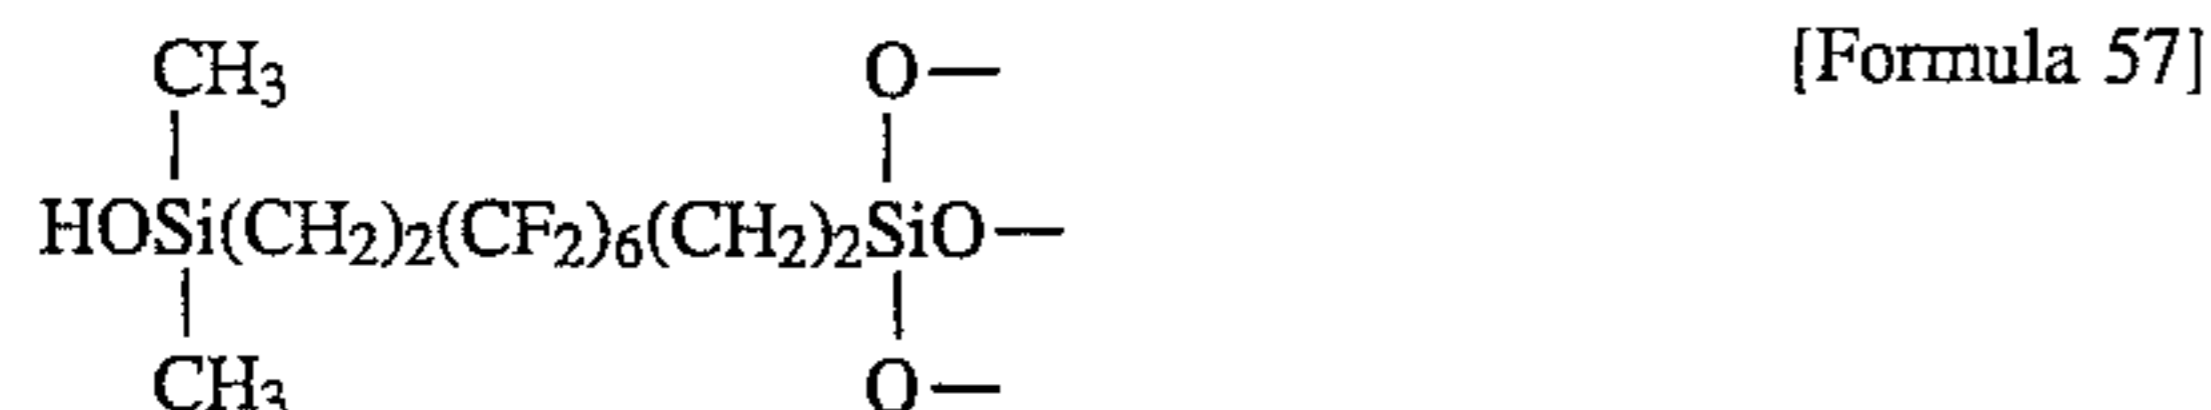 CH₃ O— [Formula 57]
HOSi(CH₂)₂(CF₂)₆(CH₂)₂SiO—
CH₃ O—